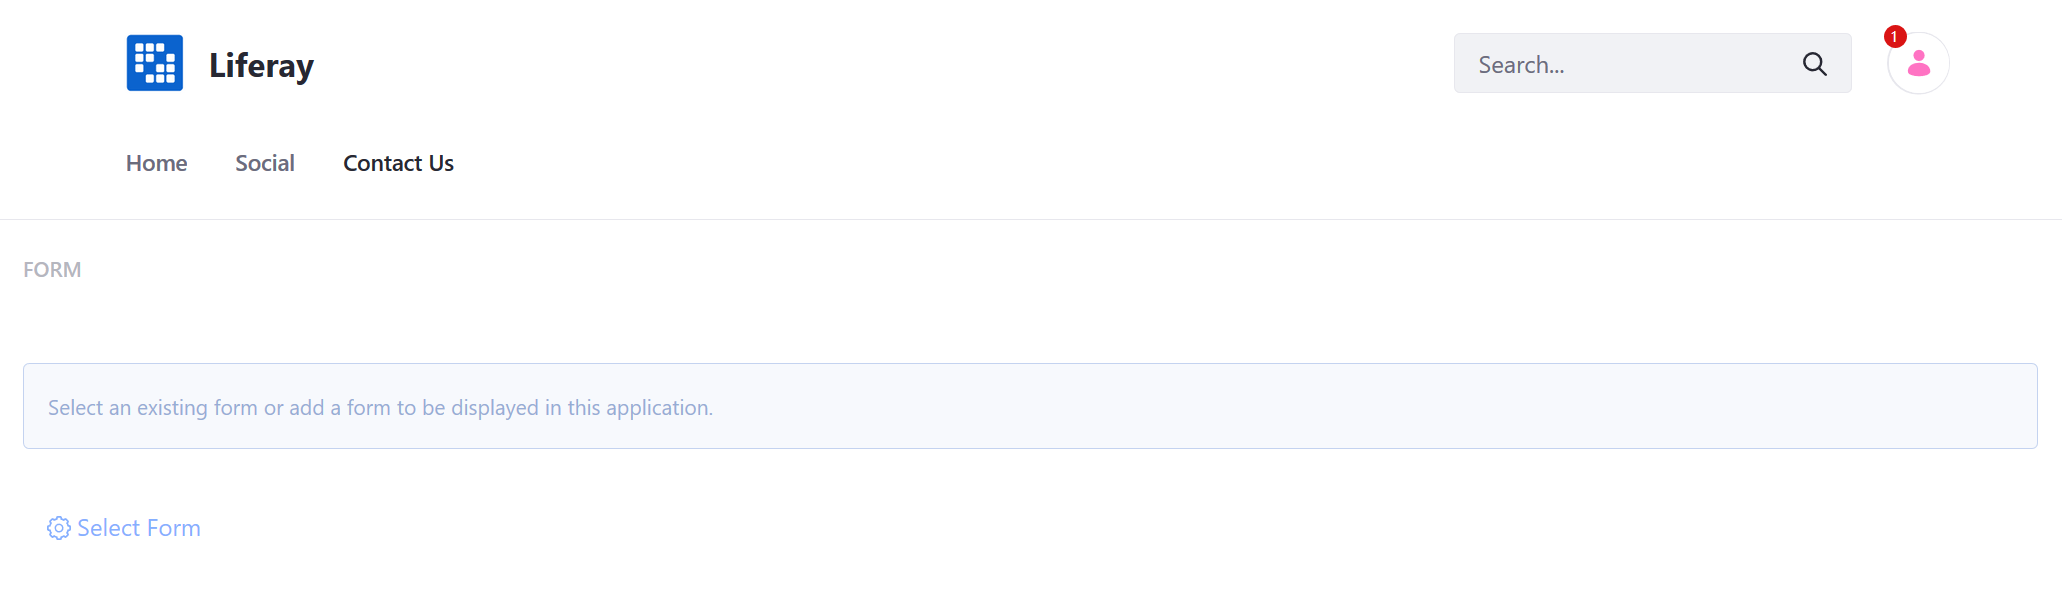 Liferay
Search...
1
Home
Social
Contact Us
FORM
Select an existing form or add a form to be displayed in this application.
Select Form